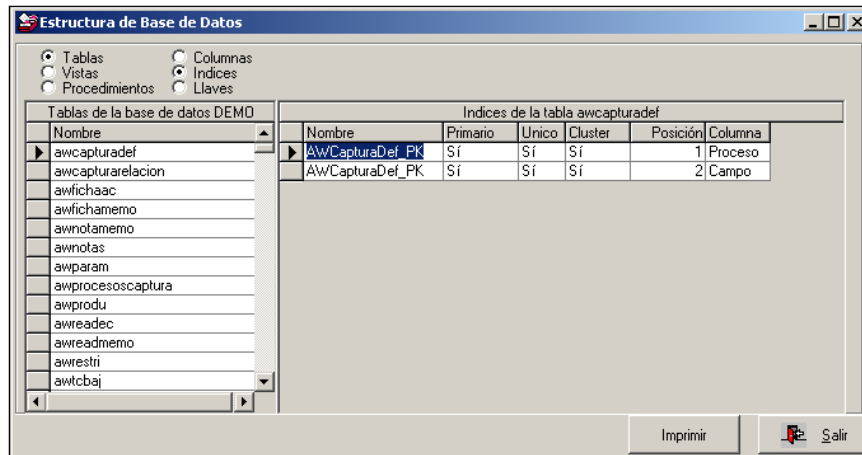 Estructura de Base de Datos
Tablas Columnas
Vistas Indices
Procedimientos Llaves
Tablas de la base de datos DEMO Indices de la tabla awcapturadef
Nombre Nombre Primario Unico Cluster Posición Columna
awcapturadef AWCapturaDef_PK Sí Sí Sí 1 Proceso
awcapturarelacion AWCapturaDef_PK Sí Sí Sí 2 Campo
awfichaac
awfichamemo
awnotamemo
awnotas
awparam
awprocesoscaptura
awprodu
awreadec
awreadmemo
awrestri
awtcbaj
Imprimir Salir